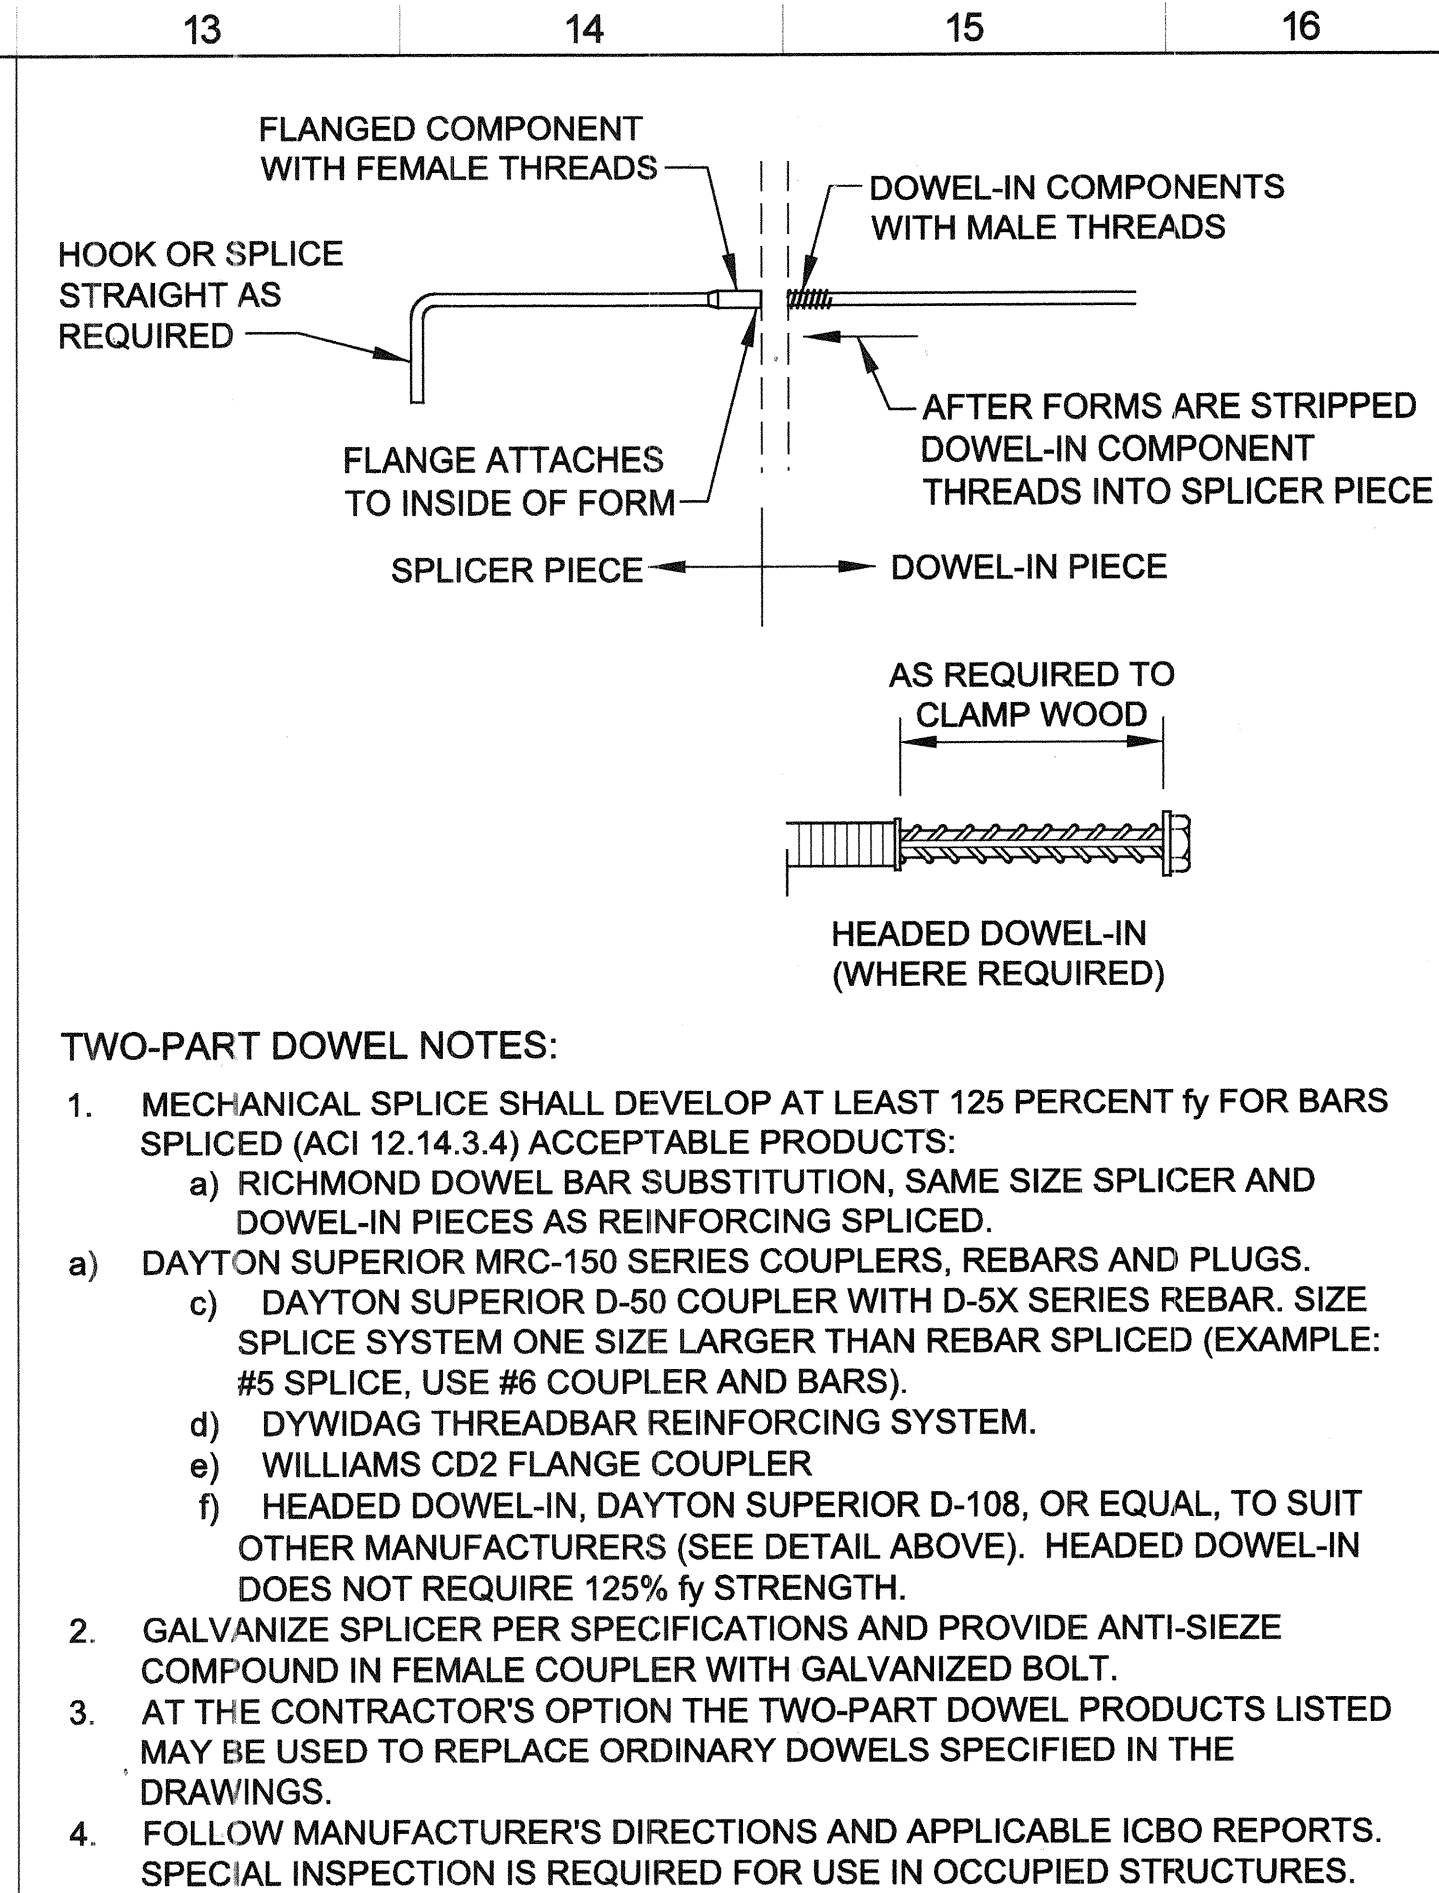 13 14 15 16
FLANGED COMPONENT
WITH FEMALE THREADS
DOWEL-IN COMPONENTS
WITH MALE THREADS
HOOK OR SPLICE
STRAIGHT AS
REQUIRED
AFTER FORMS ARE STRIPPED
DOWEL-IN COMPONENT
THREADS INTO SPLICER PIECE
FLANGE ATTACHES
TO INSIDE OF FORM
SPLICER PIECE
DOWEL-IN PIECE
AS REQUIRED TO
CLAMP WOOD
HEADED DOWEL-IN
(WHERE REQUIRED)
TWO-PART DOWEL NOTES:
1. MECHANICAL SPLICE SHALL DEVELOP AT LEAST 125 PERCENT fy FOR BARS
SPLICED (ACI 12.14.3.4) ACCEPTABLE PRODUCTS:
a) RICHMOND DOWEL BAR SUBSTITUTION, SAME SIZE SPLICER AND
DOWEL-IN PIECES AS REINFORCING SPLICED.
a) DAYTON SUPERIOR MRC-150 SERIES COUPLERS, REBARS AND PLUGS.
c) DAYTON SUPERIOR D-50 COUPLER WITH D-5X SERIES REBAR. SIZE
SPLICE SYSTEM ONE SIZE LARGER THAN REBAR SPLICED (EXAMPLE:
#5 SPLICE, USE #6 COUPLER AND BARS).
d) DYWIDAG THREADBAR REINFORCING SYSTEM.
e) WILLIAMS CD2 FLANGE COUPLER
f) HEADED DOWEL-IN, DAYTON SUPERIOR D-108, OR EQUAL, TO SUIT
OTHER MANUFACTURERS (SEE DETAIL ABOVE). HEADED DOWEL-IN
DOES NOT REQUIRE 125% fy STRENGTH.
2. GALVANIZE SPLICER PER SPECIFICATIONS AND PROVIDE ANTI-SIEZE
COMPOUND IN FEMALE COUPLER WITH GALVANIZED BOLT.
3. AT THE CONTRACTOR'S OPTION THE TWO-PART DOWEL PRODUCTS LISTED
MAY BE USED TO REPLACE ORDINARY DOWELS SPECIFIED IN THE
DRAWINGS.
4. FOLLOW MANUFACTURER'S DIRECTIONS AND APPLICABLE ICBO REPORTS.
SPECIAL INSPECTION IS REQUIRED FOR USE IN OCCUPIED STRUCTURES.